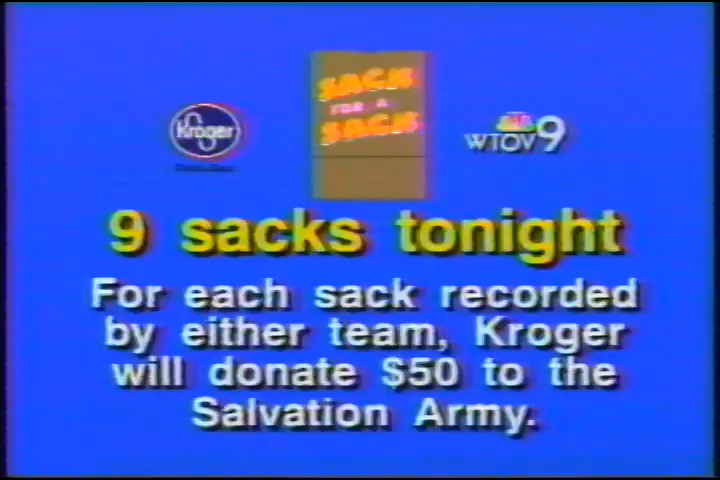 SACK
FOR A
SACK
Kroger
WTOV9
9 sacks tonight
For each sack recorded
by either team, Kroger
will donate $50 to the
Salvation Army.